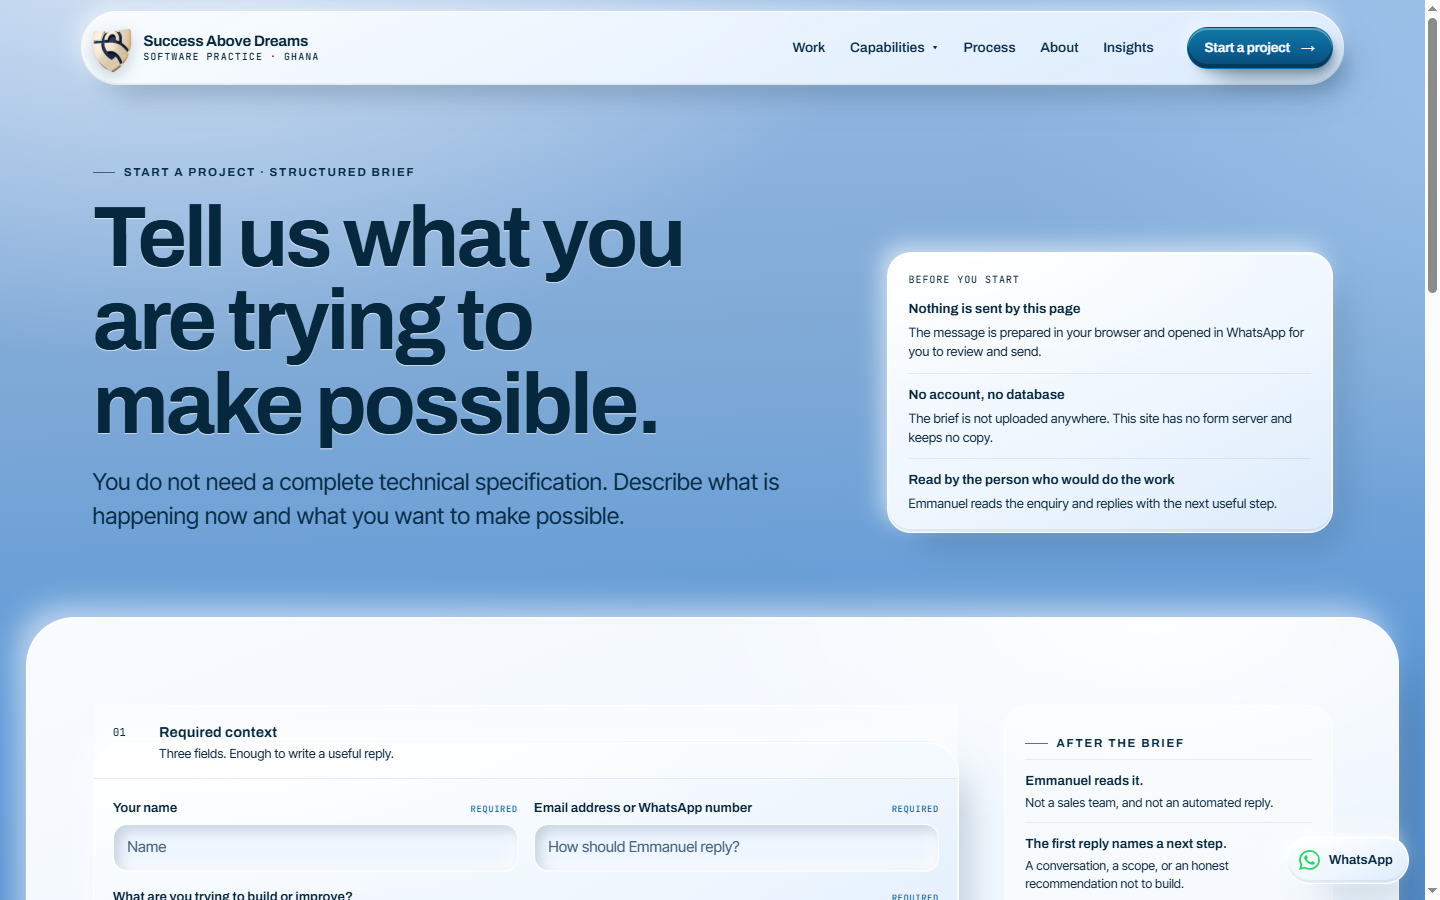 Success Above Dreams
SOFTWARE PRACTICE · GHANA
Work
Capabilities
Process
About
Insights
Start a project →
START A PROJECT · STRUCTURED BRIEF
Tell us what you
are trying to
make possible.
You do not need a complete technical specification. Describe what is
happening now and what you want to make possible.
BEFORE YOU START
Nothing is sent by this page
The message is prepared in your browser and opened in WhatsApp for
you to review and send.
No account, no database
The brief is not uploaded anywhere. This site has no form server and
keeps no copy.
Read by the person who would do the work
Emmanuel reads the enquiry and replies with the next useful step.
01
Required context
Three fields. Enough to write a useful reply.
Your name
REQUIRED
Email address or WhatsApp number
REQUIRED
Name
How should Emmanuel reply?
What are you trying to build or improve?
REQUIRED
AFTER THE BRIEF
Emmanuel reads it.
Not a sales team, and not an automated reply.
The first reply names a next step.
A conversation, a scope, or an honest
recommendation not to build.
WhatsApp